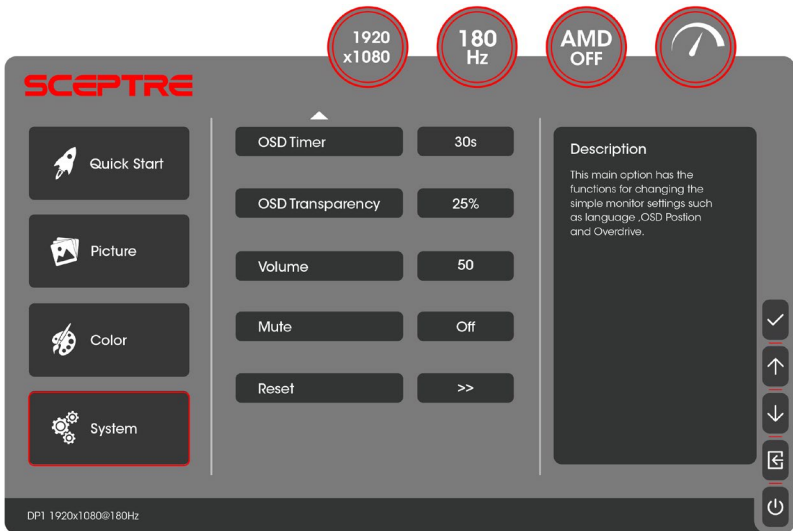 1920
x1080
180
Hz
AMD
OFF
SCEPTRE
Quick Start
Picture
Color
System
OSD Timer
30s
OSD Transparency
25%
Volume
50
Mute
Off
Reset
>>
Description
This main option has the
functions for changing the
simple monitor settings such
as language ,OSD Postion
and Overdrive.
DP1 1920x1080@180Hz